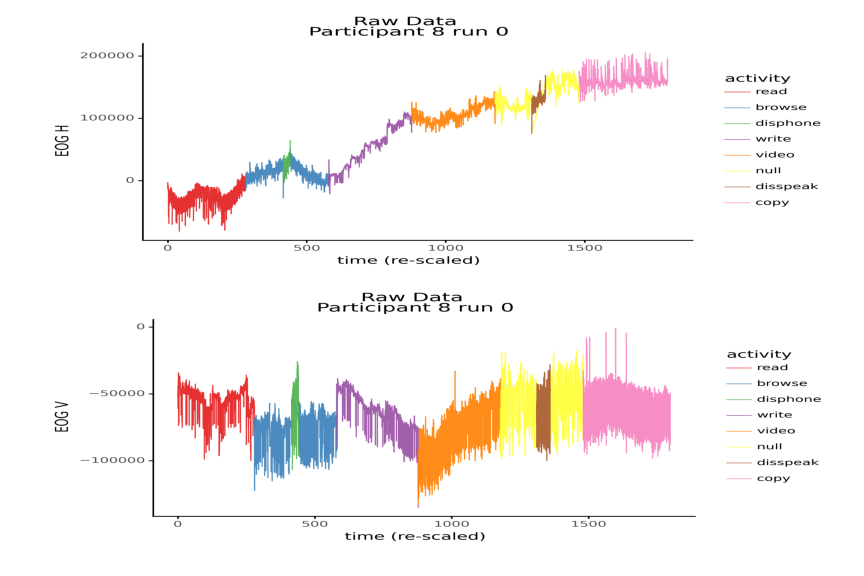 Raw Data
Participant 8 run 0
200000
100000
0
EOG H
0 500 1000 1500
time (re-scaled)
activity
read
browse
disphone
write
video
null
disspeak
copy
Raw Data
Participant 8 run 0
0
−50000
−100000
EOG V
0 500 1000 1500
time (re-scaled)
activity
read
browse
disphone
write
video
null
disspeak
copy